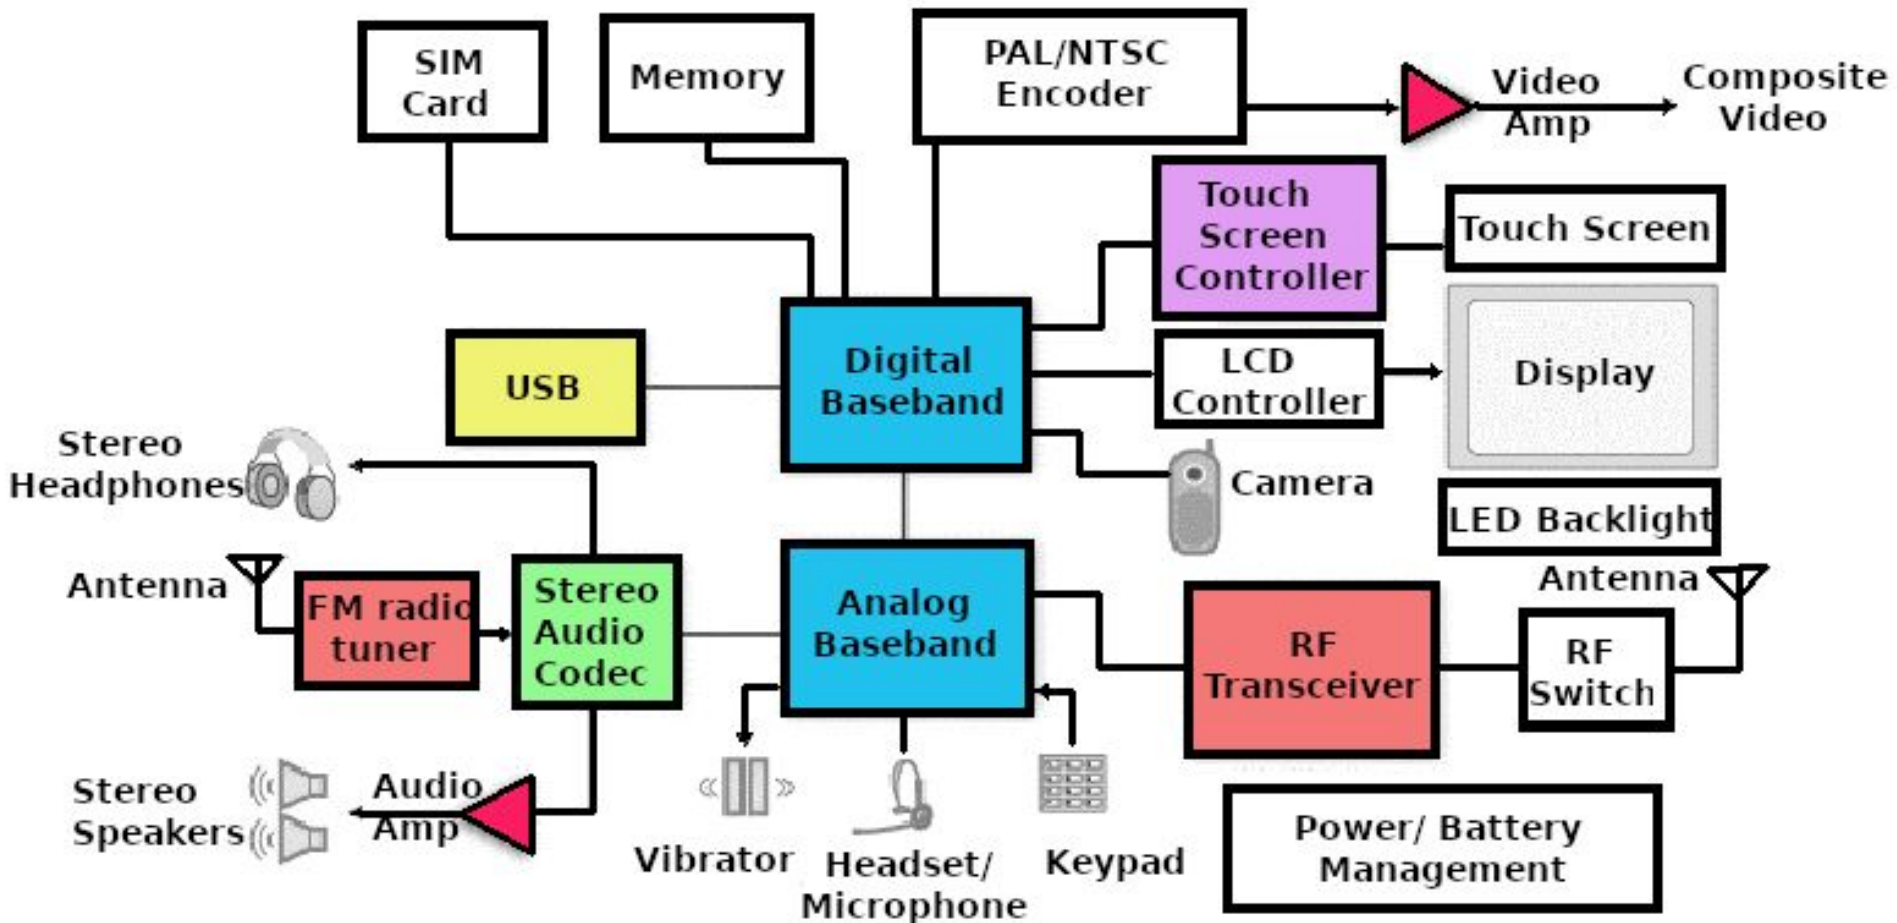 SIM
Card
Memory
PAL/NTSC
Encoder
Video
Amp
Composite
Video
Touch
Screen
Controller
Touch Screen
USB
Digital
Baseband
LCD
Controller
Display
Stereo
Headphones
Camera
LED Backlight
Antenna
FM radio
tuner
Stereo
Audio
Codec
Analog
Baseband
RF
Transceiver
RF
Switch
Antenna
Stereo
Speakers
Audio
Amp
Vibrator
Headset/
Microphone
Keypad
Power/ Battery
Management